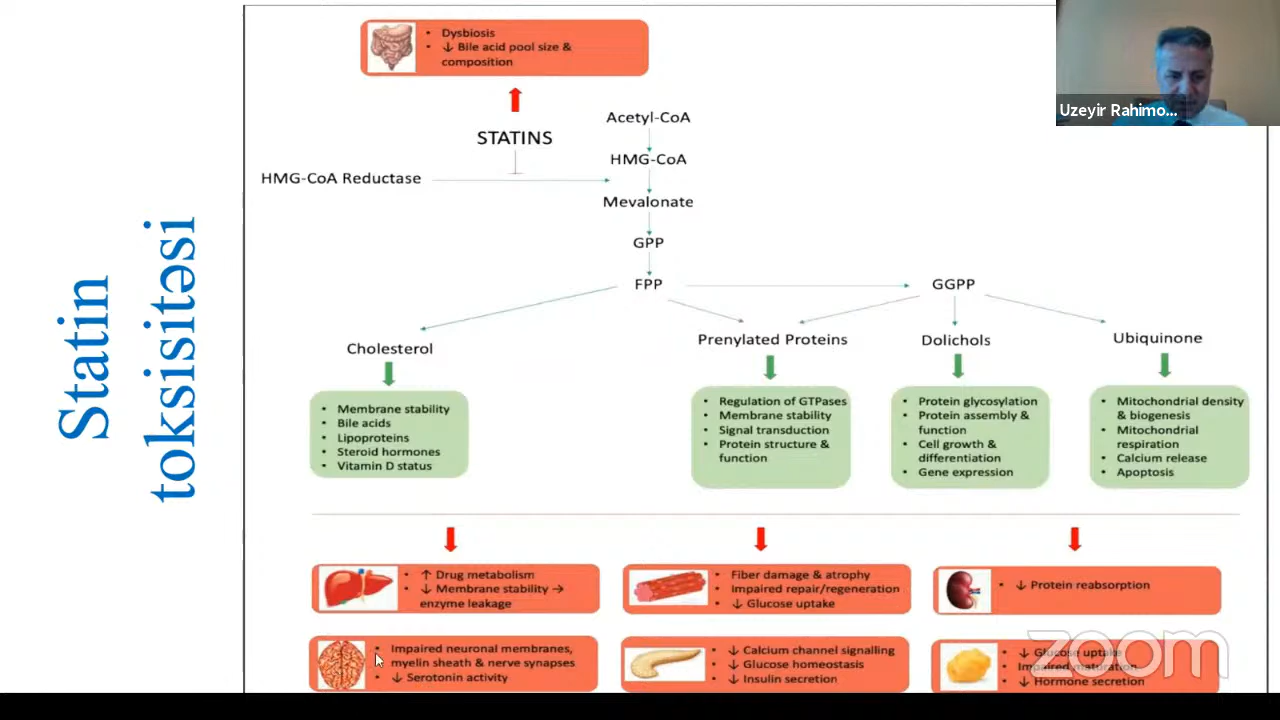 Statin
toksisitəsi
Dysbiosis
↓ Bile acid pool size &
composition
STATINS
HMG-CoA Reductase
Acetyl-CoA
HMG-CoA
Mevalonate
GPP
FPP
GGPP
Cholesterol
Prenylated Proteins
Dolichols
Ubiquinone
Membrane stability
Bile acids
Lipoproteins
Steroid hormones
Vitamin D status
Regulation of GTPases
Membrane stability
Signal transduction
Protein structure &
function
Protein glycosylation
Protein assembly &
function
Cell growth &
differentiation
Gene expression
Mitochondrial density
& biogenesis
Mitochondrial
respiration
Calcium release
Apoptosis
↑ Drug metabolism
↓ Membrane stability →
enzyme leakage
Fiber damage & atrophy
Impaired repair/regeneration
↓ Glucose uptake
↓ Protein reabsorption
Impaired neuronal membranes,
myelin sheath & nerve synapses
↓ Serotonin activity
↓ Calcium channel signalling
↓ Glucose homeostasis
↓ Insulin secretion
↓ Glucose uptake
Impaired maturation
↓ Hormone secretion
Uzeyir Rahimo...
zoom